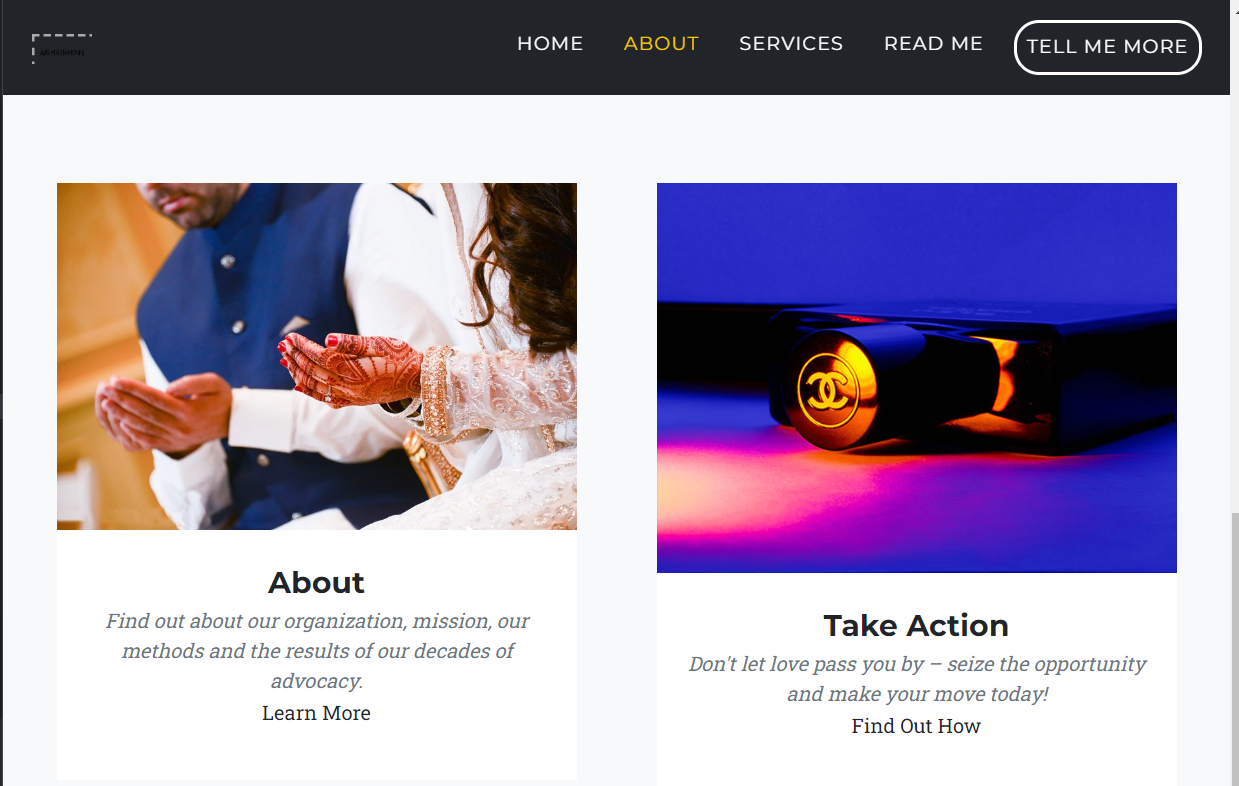 HOME
ABOUT
SERVICES
READ ME
TELL ME MORE
About
Find out about our organization, mission, our
methods and the results of our decades of
advocacy.
Learn More
Take Action
Don't let love pass you by – seize the opportunity
and make your move today!
Find Out How